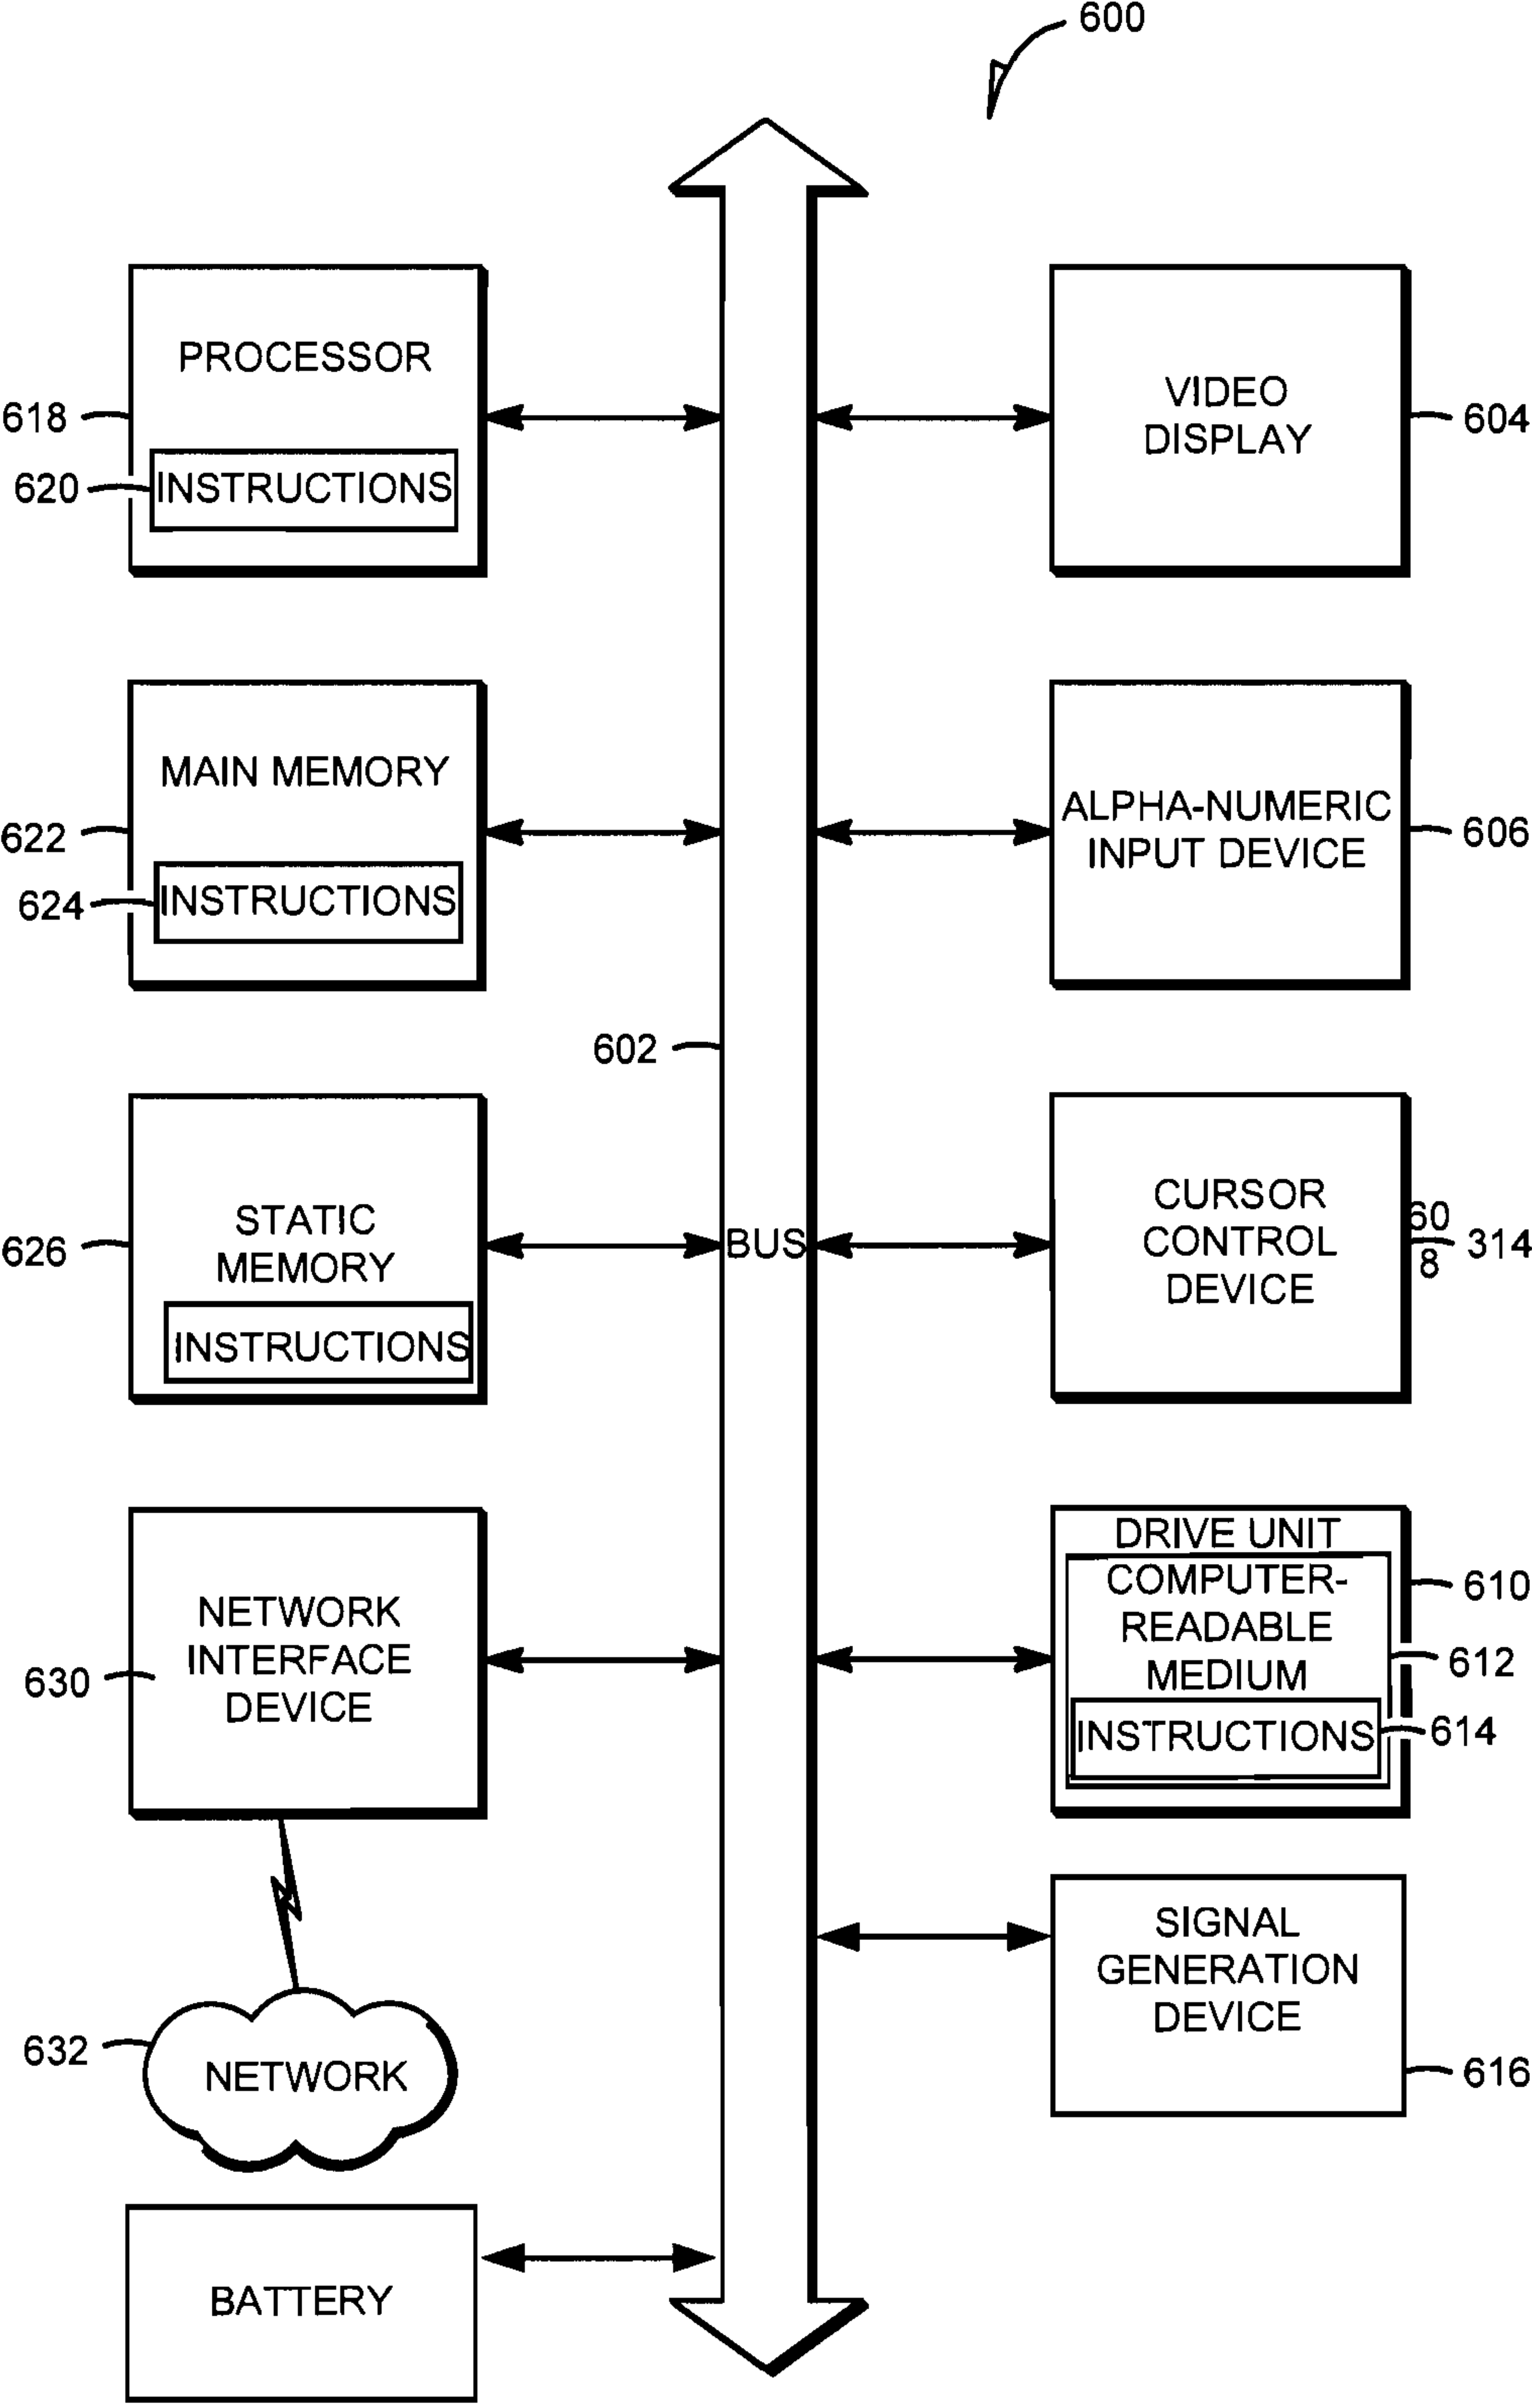 600
PROCESSOR
618
620
INSTRUCTIONS
VIDEO
DISPLAY
604
MAIN MEMORY
622
624
INSTRUCTIONS
ALPHA-NUMERIC
INPUT DEVICE
606
602
STATIC
MEMORY
626
INSTRUCTIONS
BUS
CURSOR
CONTROL
DEVICE
60
8
314
NETWORK
INTERFACE
DEVICE
630
DRIVE UNIT
COMPUTER-
READABLE
MEDIUM
INSTRUCTIONS
610
612
614
SIGNAL
GENERATION
DEVICE
616
632
NETWORK
BATTERY